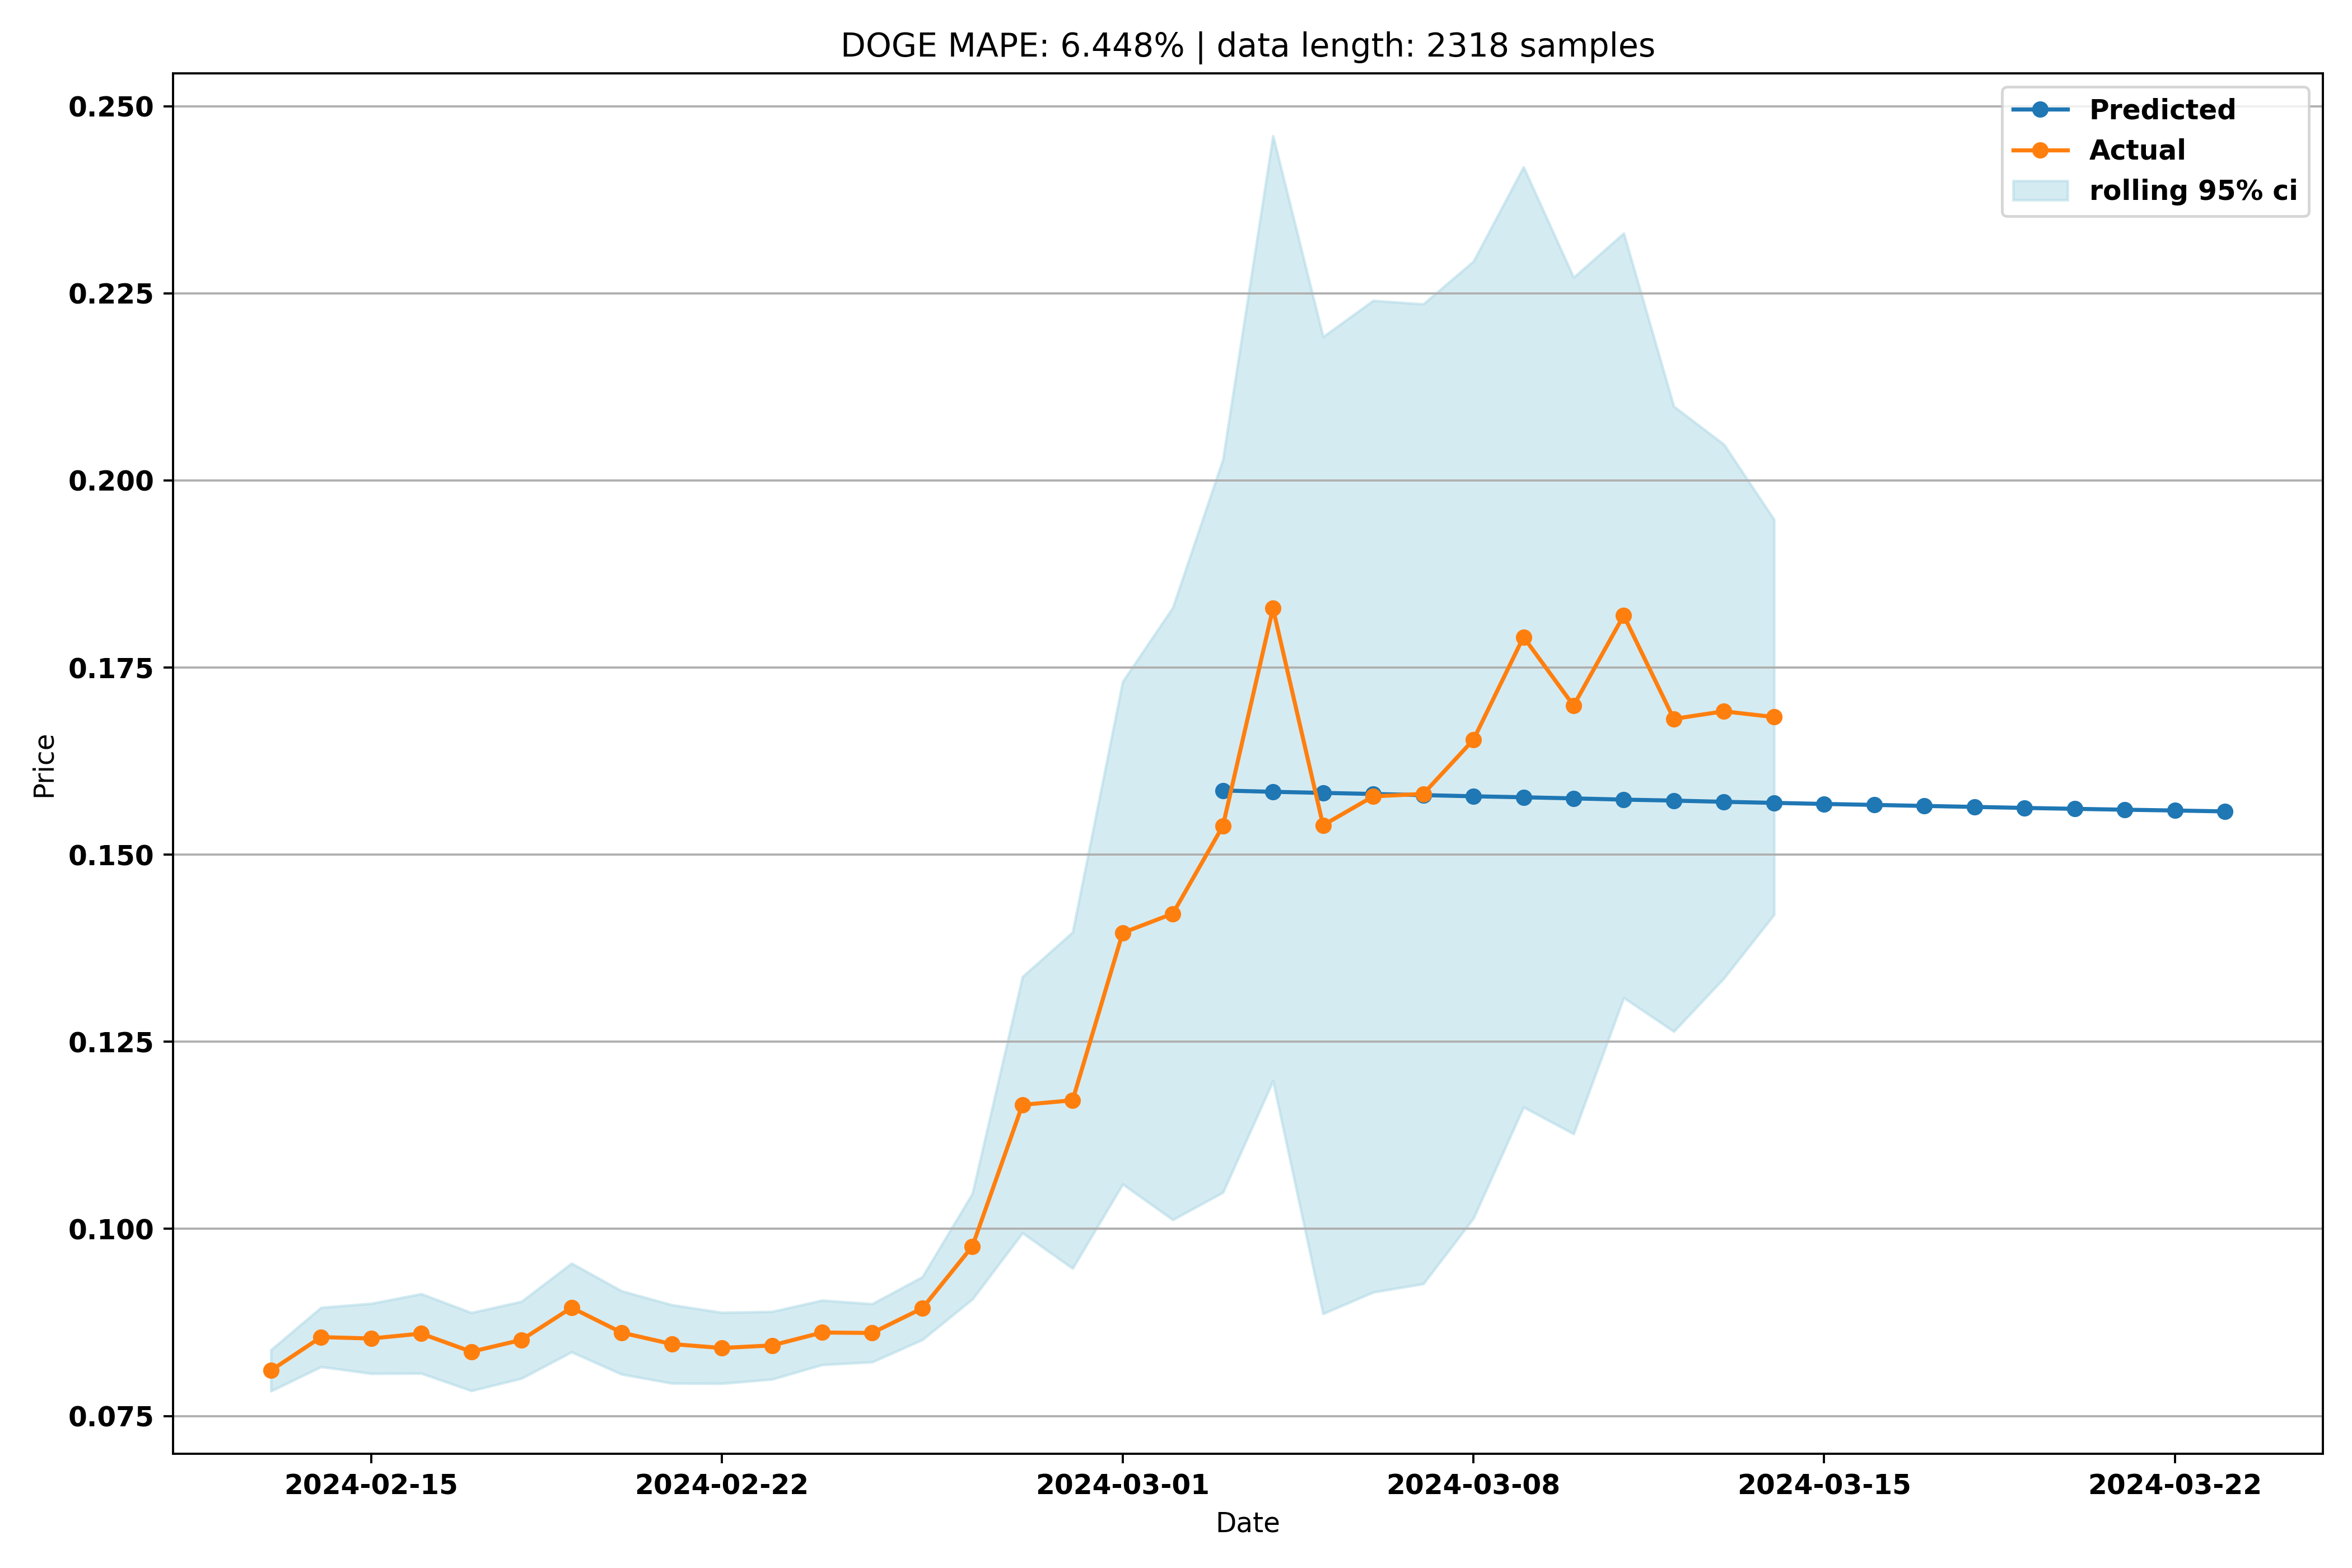 DOGE MAPE: 6.448% | data length: 2318 samples
0.250
0.225
0.200
0.175
0.150
0.125
0.100
0.075
Price
Predicted
Actual
rolling 95% ci
2024-02-15 2024-02-22 2024-03-01 2024-03-08 2024-03-15 2024-03-22
Date